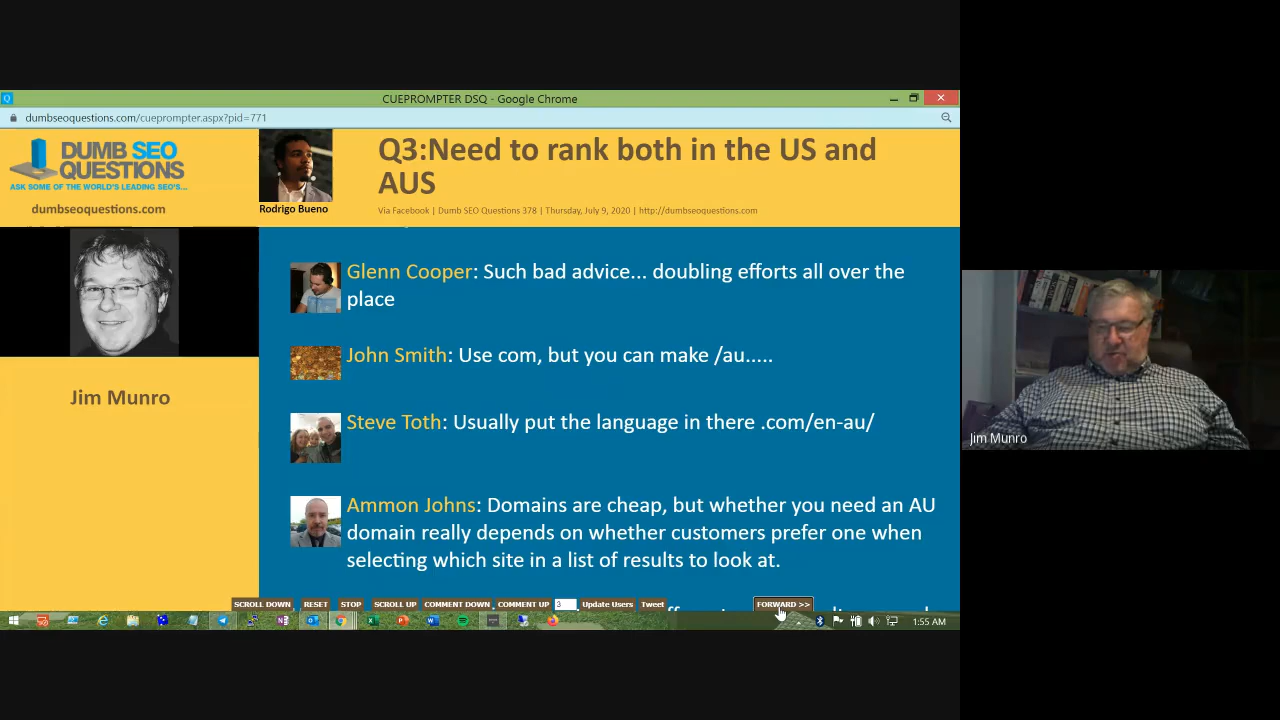 CUEPROMPTER DSQ - Google Chrome
dumbseoquestions.com/cueprompter.aspx?pid=771
DUMB SEO
QUESTIONS
ASK SOME OF THE WORLD'S LEADING SEO'S...
dumbseoquestions.com
Rodrigo Bueno
Q3:Need to rank both in the US and
AUS
Via Facebook | Dumb SEO Questions 378 | Thursday, July 9, 2020 | http://dumbseoquestions.com
Jim Munro
Glenn Cooper: Such bad advice... doubling efforts all over the
place
John Smith: Use com, but you can make /au.....
Steve Toth: Usually put the language in there .com/en-au/
Ammon Johns: Domains are cheap, but whether you need an AU
domain really depends on whether customers prefer one when
selecting which site in a list of results to look at.
SCROLL DOWN RESET STOP SCROLL UP COMMENT DOWN COMMENT UP 3 Update Users Tweet FORWARD >>
1:55 AM
Jim Munro